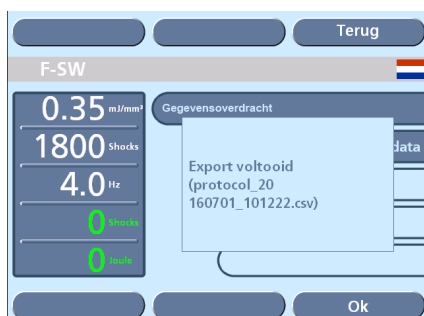 Terug
F-SW
0.35 mJ/mm²
1800 Shocks
4.0 Hz
0 Shocks
0 Joule
Gegevensoverdracht
data
Export voltooid
(protocol_20
160701_101222.csv)
Ok